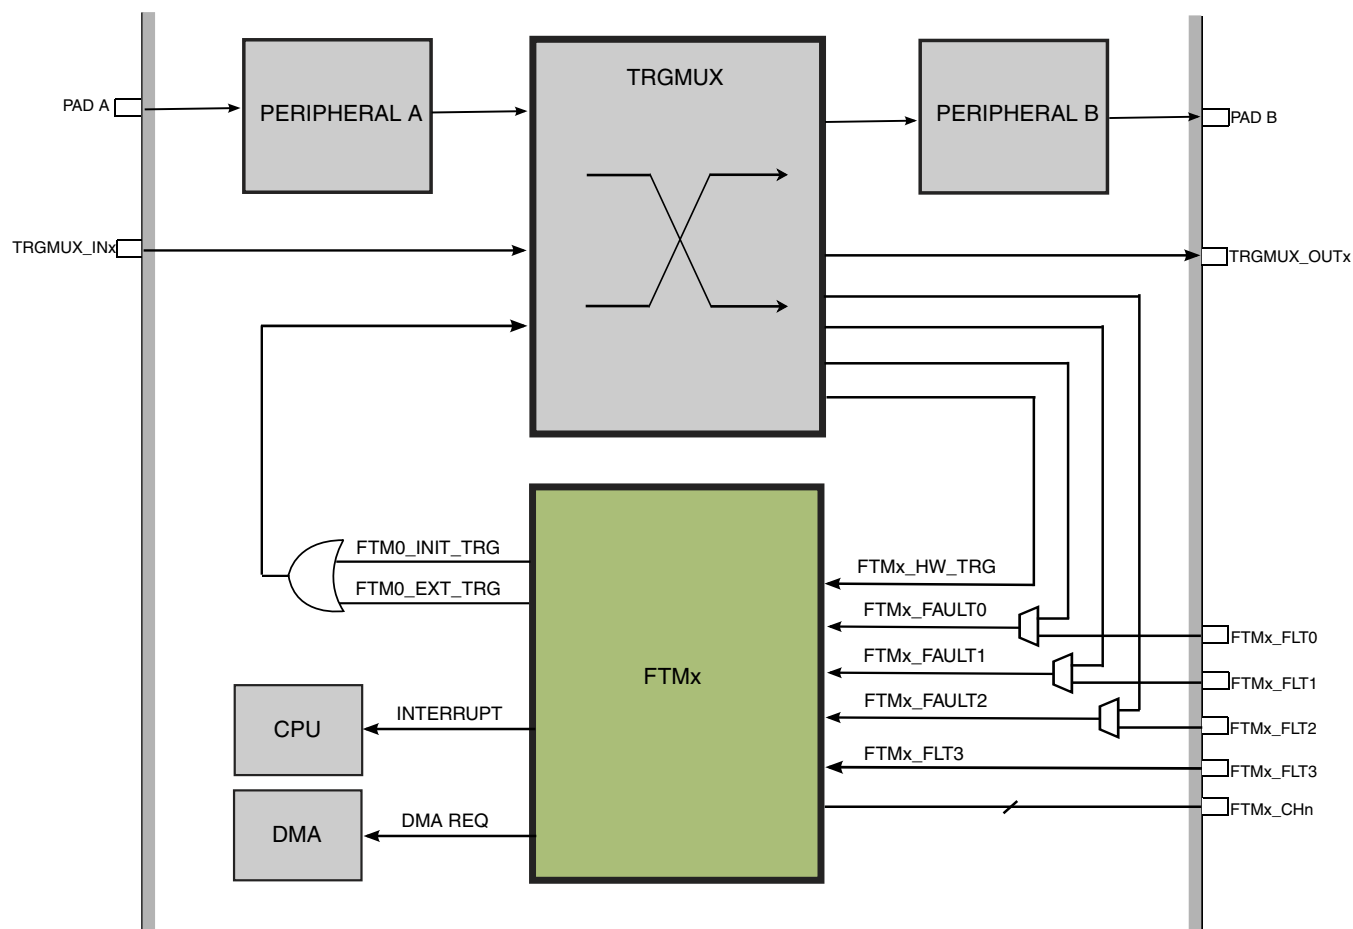 TRGMUX
PAD A
PERIPHERAL A
PERIPHERAL B
PAD B
TRGMUX_INx
TRGMUX_OUTx
FTM0_INIT_TRG
FTM0_EXT_TRG
FTMx_HW_TRG
FTMx_FAULT0
FTMx_FLT0
FTMx_FAULT1
FTMx
FTMx_FLT1
FTMx_FAULT2
INTERRUPT
CPU
FTMx_FLT2
FTMx_FLT3
FTMx_FLT3
FTMx_CHn
DMA REQ
DMA